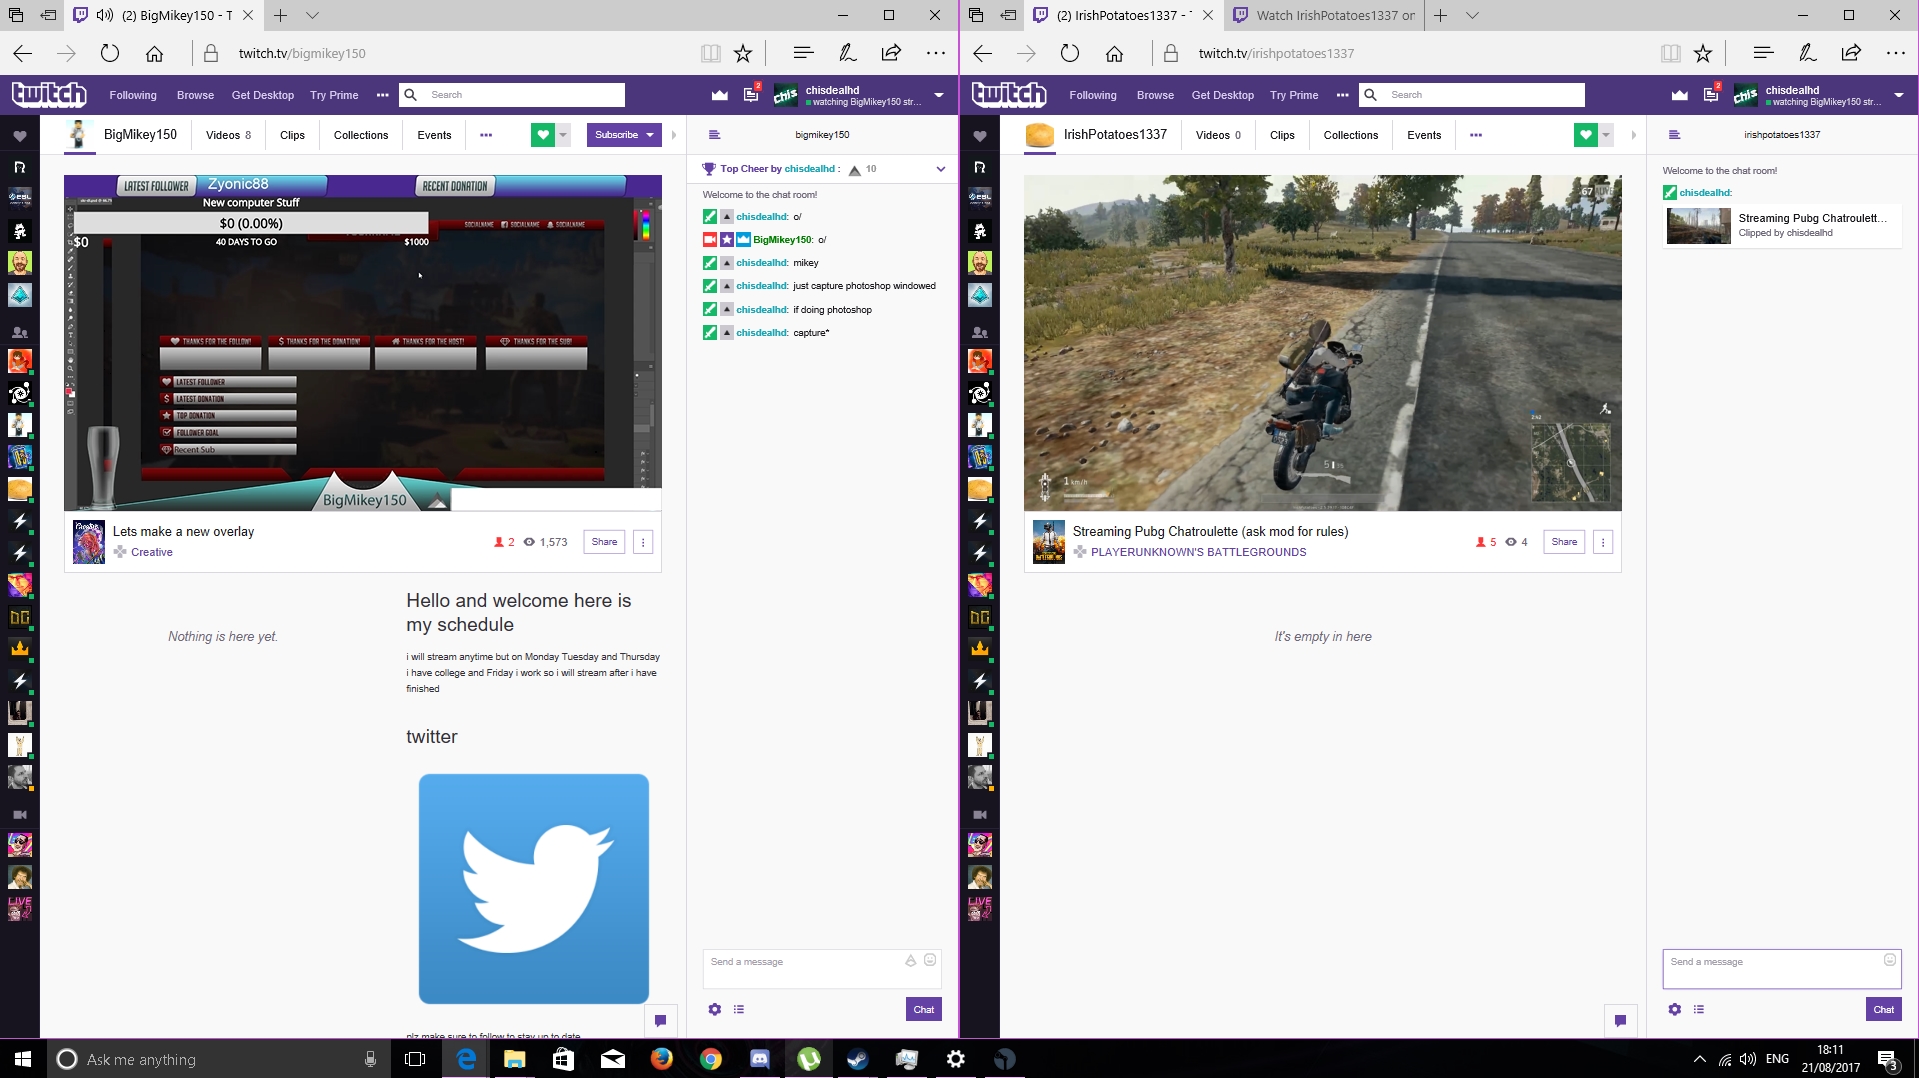 (2) BigMikey150 - T
twitch.tv/bigmikey150
twitch
Following
Browse
Get Desktop
Try Prime
Search
2
chis
chisdealhd
watching BigMikey150 str...
BigMikey150
Videos 8
Clips
Collections
Events
Subscribe
LATEST FOLLOWER
Zyonic88
RECENT DONATION
New computer Stuff
$0 (0.00%)
SOCIALNAME
SOCIALNAME
SOCIALNAME
$0
40 DAYS TO GO
$1000
THANKS FOR THE FOLLOW!
THANKS FOR THE DONATION!
THANKS FOR THE HOST!
THANKS FOR THE SUB!
LATEST FOLLOWER
LATEST DONATION
TOP DONATION
FOLLOWER GOAL
Recent Sub
BigMikey150
Lets make a new overlay
Creative
2
1,573
Share
Nothing is here yet.
Hello and welcome here is
my schedule
i will stream anytime but on Monday Tuesday and Thursday
i have college and Friday i work so i will stream after i have
finished
twitter
plz make sure to follow to stay up to date
bigmikey150
Top Cheer by chisdealhd : 10
Welcome to the chat room!
chisdealhd: o/
BigMikey150: o/
chisdealhd: mikey
chisdealhd: just capture photoshop windowed
chisdealhd: if doing photoshop
chisdealhd: capture*
Send a message
Chat
(2) IrishPotatoes1337 - T
Watch IrishPotatoes1337 on
twitch.tv/irishpotatoes1337
twitch
Following
Browse
Get Desktop
Try Prime
Search
2
chis
chisdealhd
watching BigMikey150 str...
IrishPotatoes1337
Videos 0
Clips
Collections
Events
67
1 km/h
Streaming Pubg Chatroulette (ask mod for rules)
PLAYERUNKNOWN'S BATTLEGROUNDS
5
4
Share
It's empty in here
irishpotatoes1337
Welcome to the chat room!
chisdealhd:
Streaming Pubg Chatroulett...
Clipped by chisdealhd
Send a message
Chat
Ask me anything
ENG
18:11
21/08/2017
3